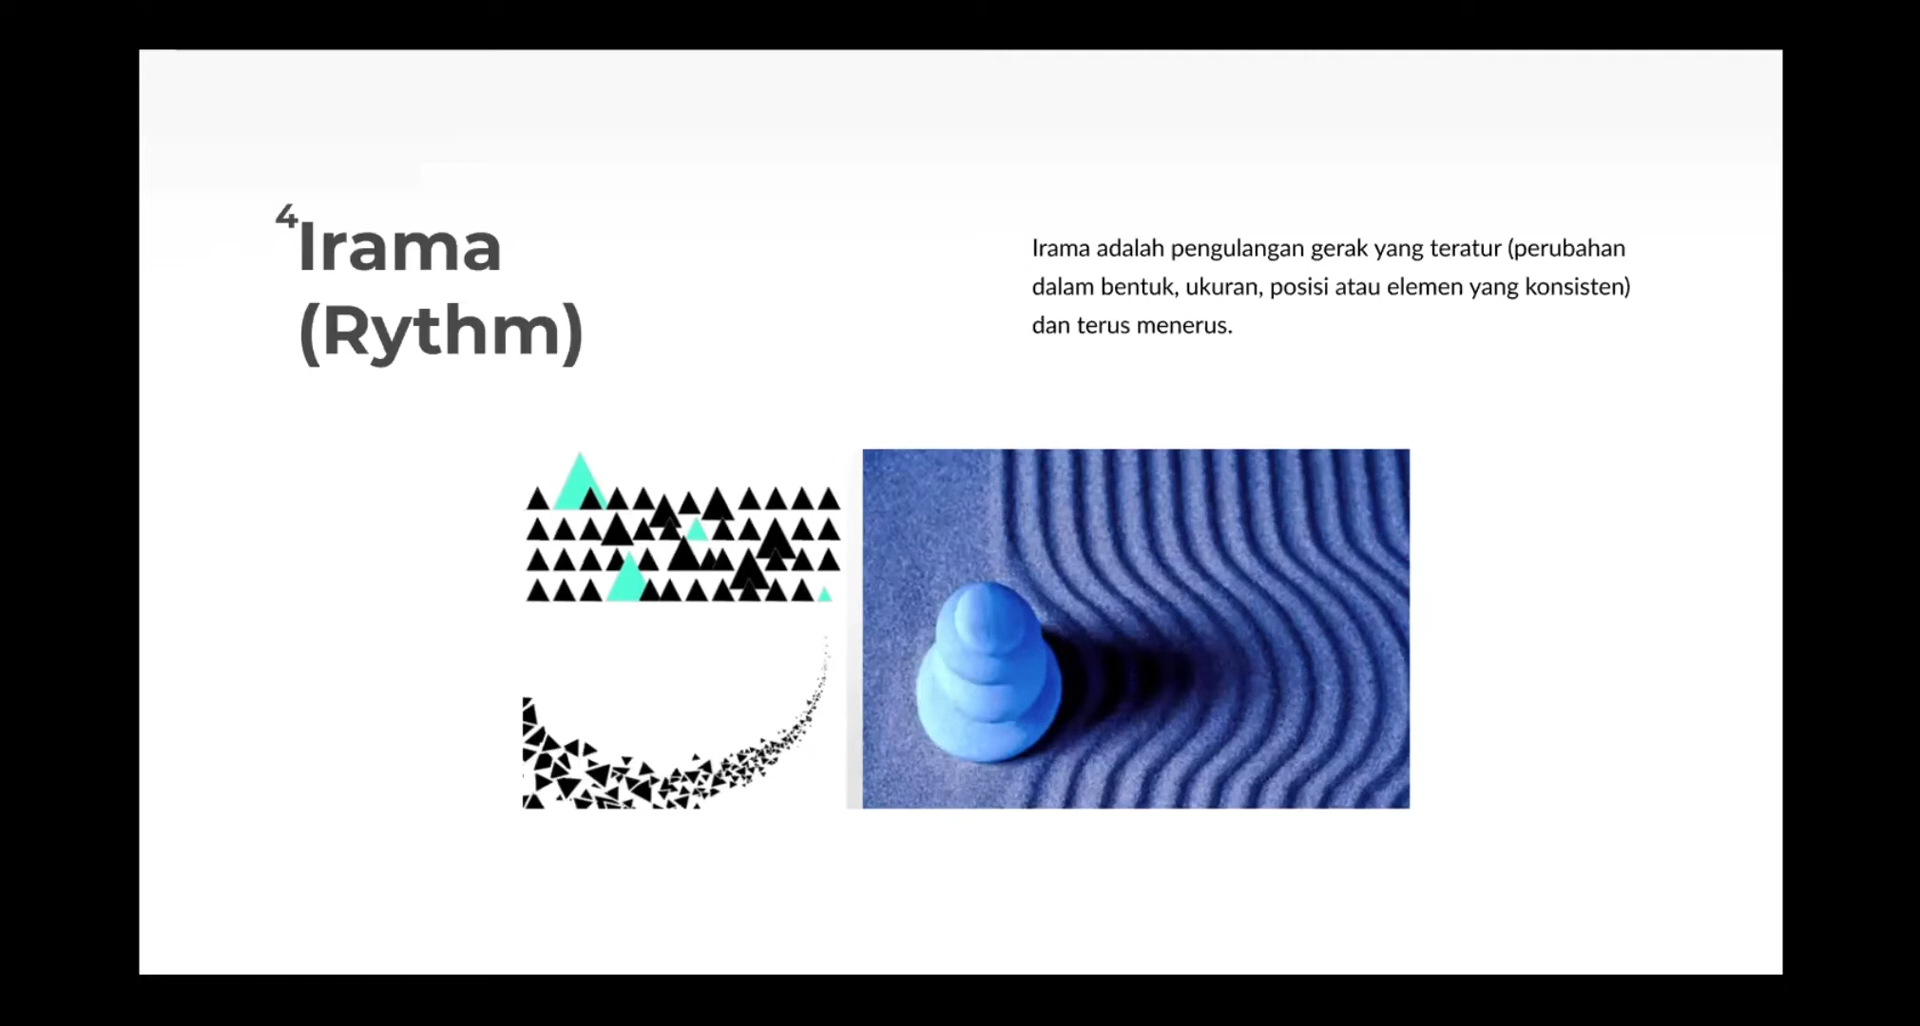 4
Irama
(Rythm)
Irama adalah pengulangan gerak yang teratur (perubahan
dalam bentuk, ukuran, posisi atau elemen yang konsisten)
dan terus menerus.